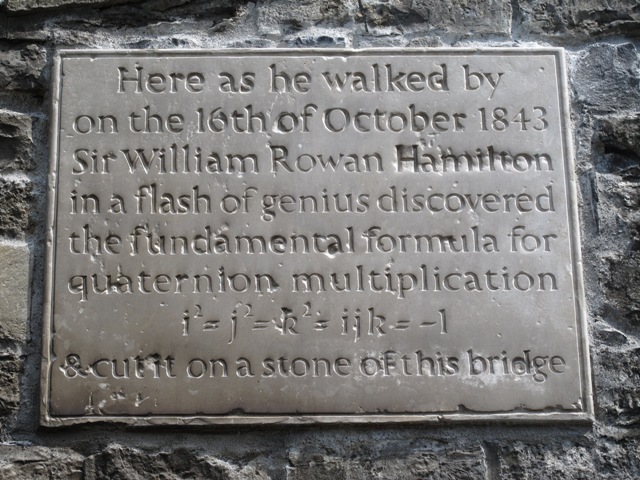 Here as he walked by
on the 16th of October 1843
Sir William Rowan Hamilton
in a flash of genius discovered
the fundamental formula for
quaternion multiplication
i² = j² = k² = ijk = -1
& cut it on a stone of this bridge